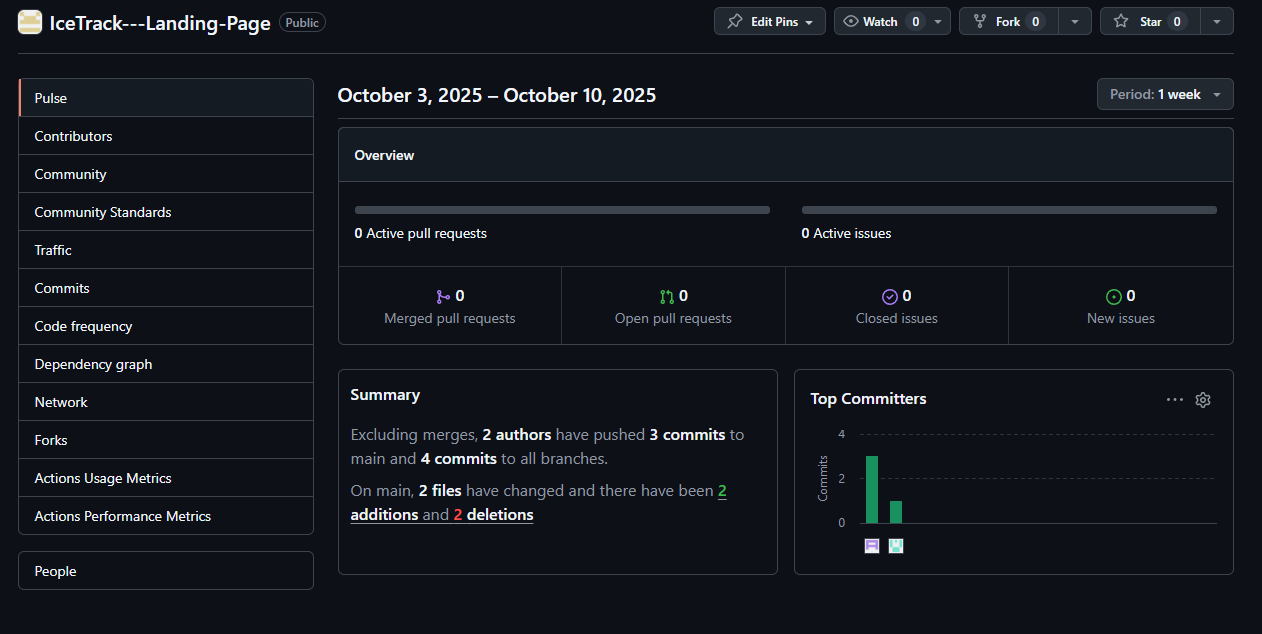 IceTrack---Landing-Page Public
Edit Pins Watch 0 Fork 0 Star 0
Pulse
Contributors
Community
Community Standards
Traffic
Commits
Code frequency
Dependency graph
Network
Forks
Actions Usage Metrics
Actions Performance Metrics
People
October 3, 2025 – October 10, 2025
Period: 1 week
Overview
0 Active pull requests
0 Active issues
0
Merged pull requests
0
Open pull requests
0
Closed issues
0
New issues
Summary
Excluding merges, 2 authors have pushed 3 commits to
main and 4 commits to all branches.
On main, 2 files have changed and there have been 2
additions and 2 deletions
Top Committers
Commits
4
2
0